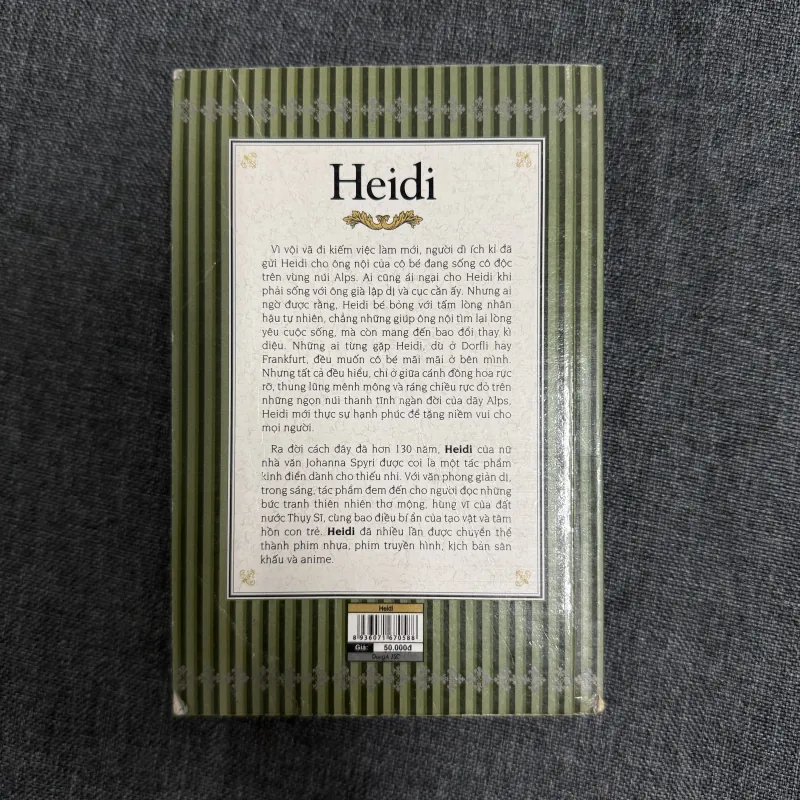 Heidi
Vì vội vã đi kiếm việc làm mới, người dì ích kỉ đã
gửi Heidi cho ông nội của cô bé đang sống cô độc
trên vùng núi Alps. Ai cũng ái ngại cho Heidi khi
phải sống với ông già lập dị và cục cằn ấy. Nhưng ai
ngờ được rằng, Heidi bé bỏng với tấm lòng nhân
hậu tự nhiên, chẳng những giúp ông nội tìm lại lòng
yêu cuộc sống, mà còn mang đến bao đổi thay kì
diệu. Những ai từng gặp Heidi, dù ở Dorfli hay
Frankfurt, đều muốn cô bé mãi mãi ở bên mình.
Nhưng tất cả đều hiểu, chỉ ở giữa cánh đồng hoa rực
rỡ, thung lũng mênh mông và ráng chiều rực đỏ trên
những ngọn núi thanh tĩnh ngàn đời của dãy Alps,
Heidi mới thực sự hạnh phúc để tặng niềm vui cho
mọi người.
Ra đời cách đây đã hơn 130 năm, Heidi của nữ
nhà văn Johanna Spyri được coi là một tác phẩm
kinh điển dành cho thiếu nhi. Với văn phong giản dị,
trong sáng, tác phẩm đem đến cho người đọc những
bức tranh thiên nhiên thơ mộng, hùng vĩ của đất
nước Thụy Sĩ, cùng bao điều bí ẩn của tạo vật và tâm
hồn con trẻ. Heidi đã nhiều lần được chuyển thể
thành phim nhựa, phim truyền hình, kịch bản sân
khấu và anime.
Heidi
8 936071 670586
Giá: 50.000đ
DongA JSC